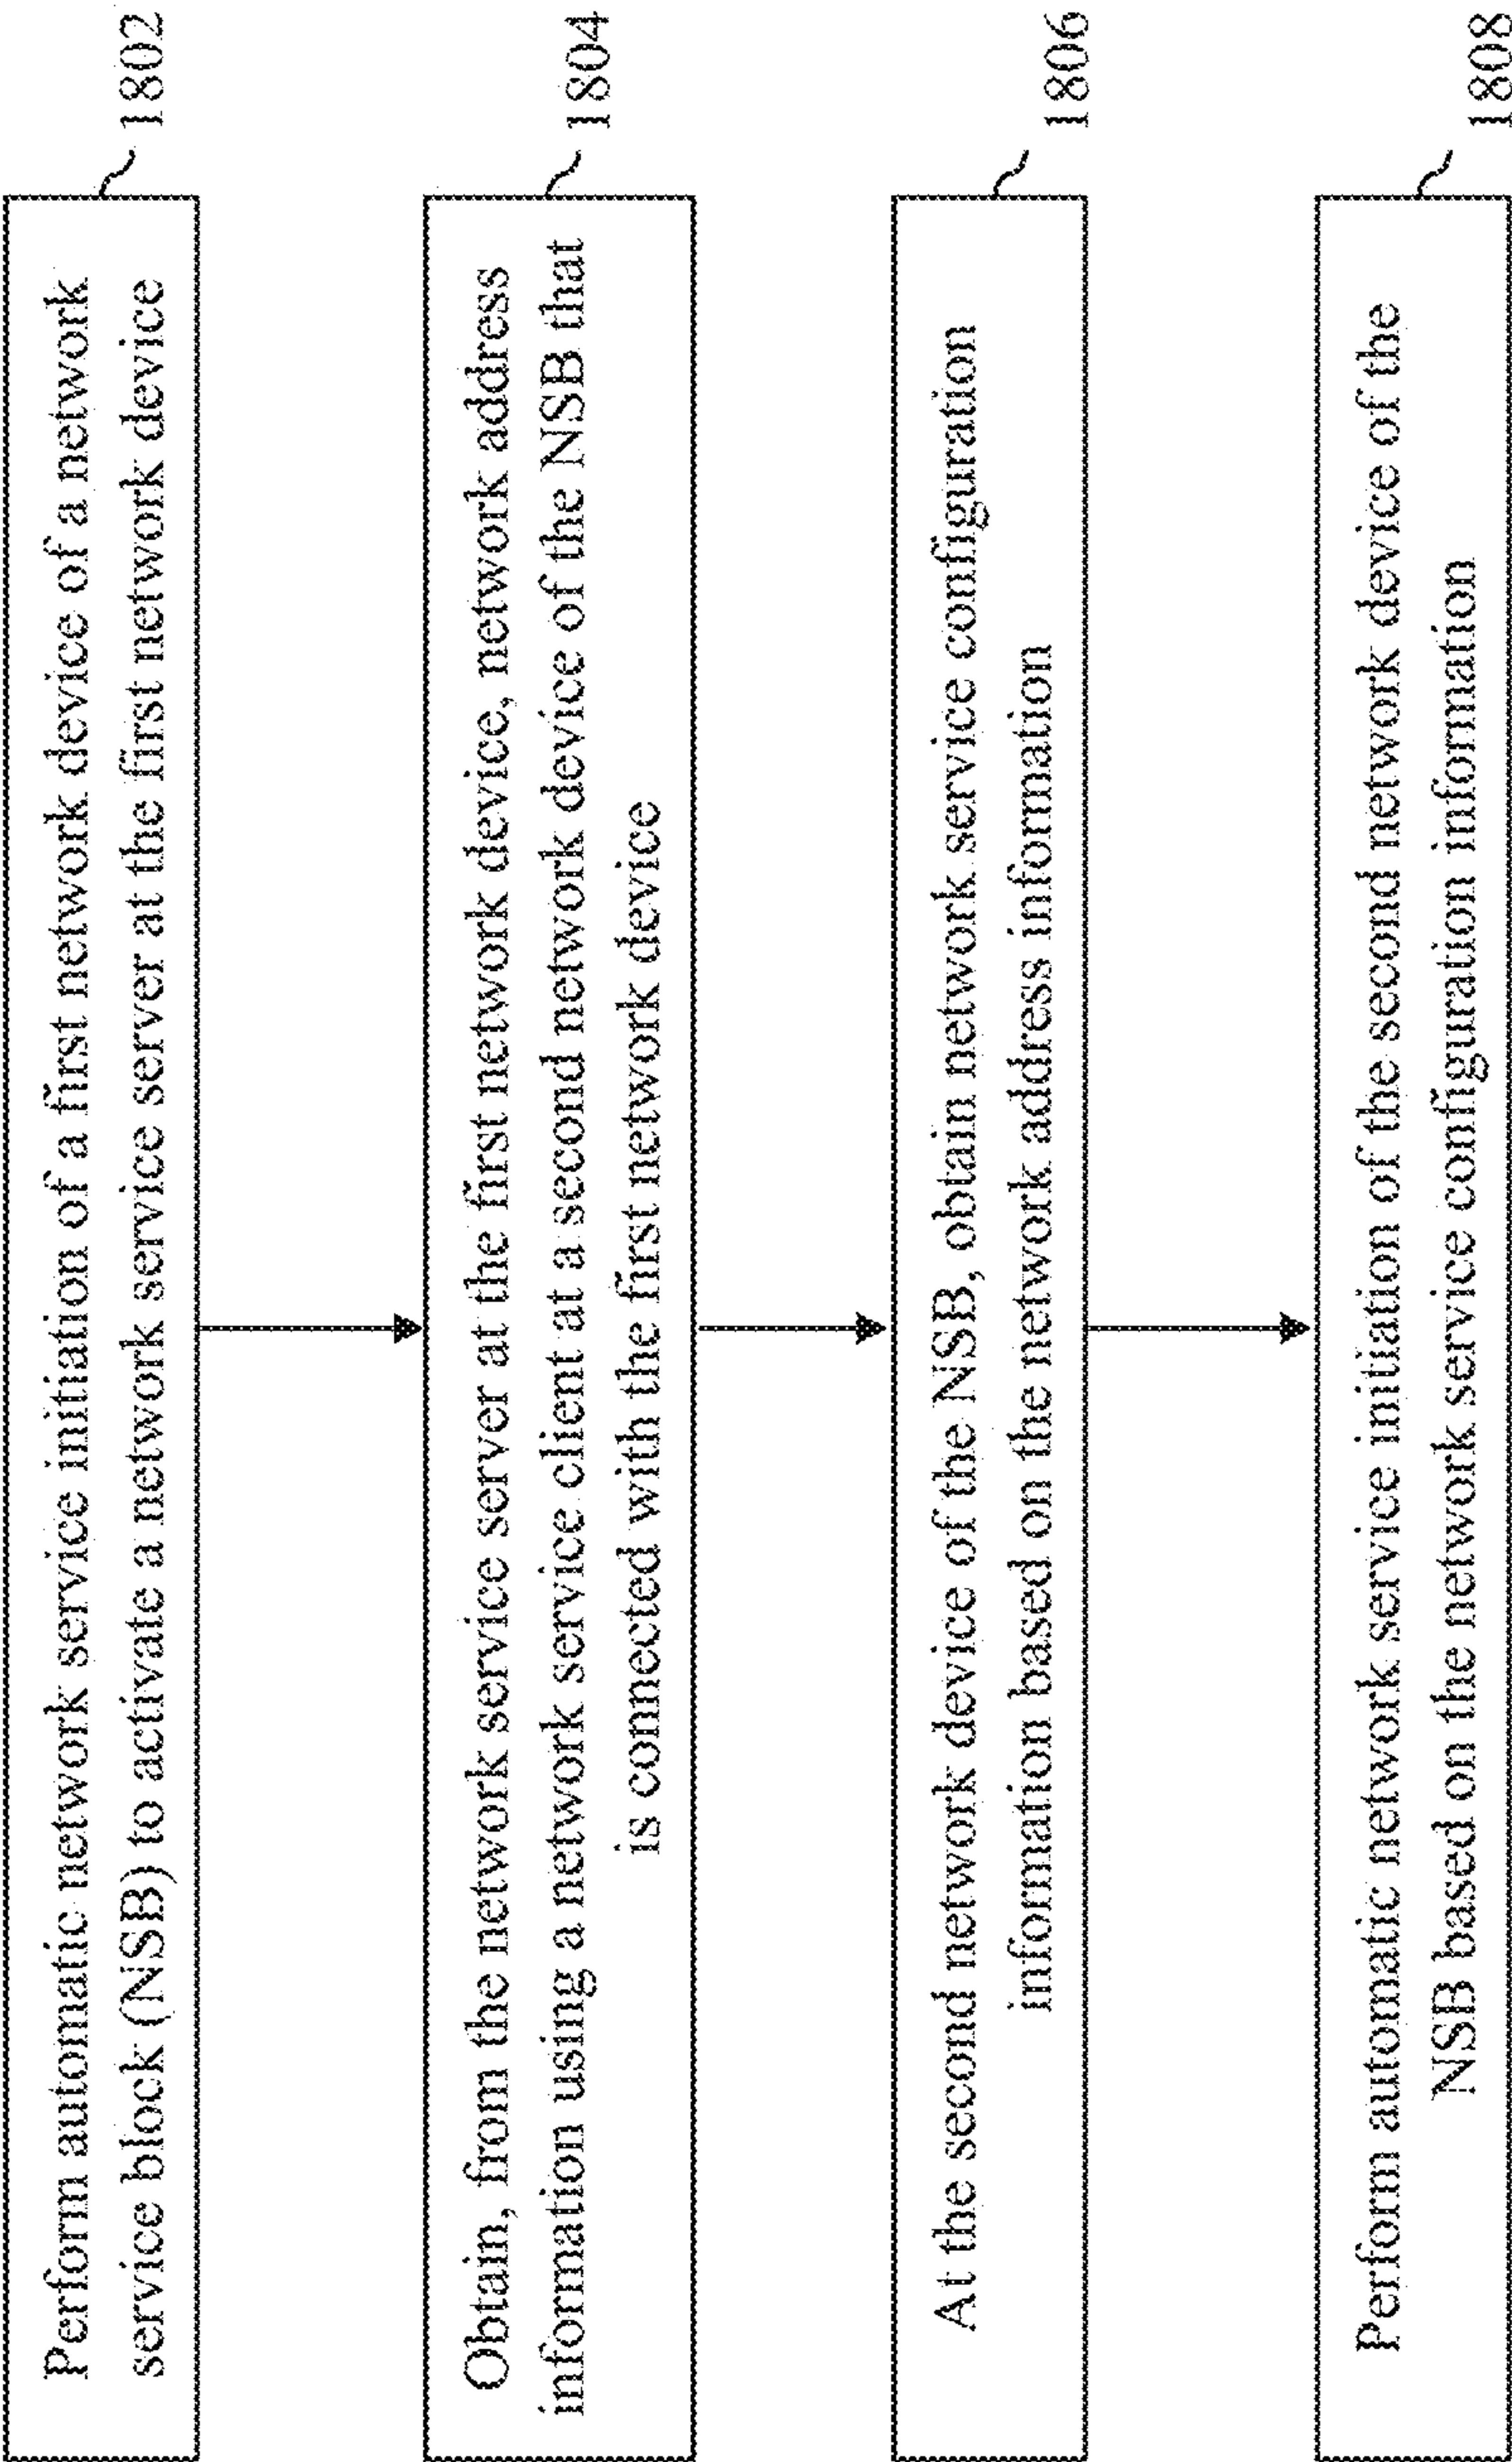 Perform automatic network service initiation of a first network device of a network
service block (NSB) to activate a network service server at the first network device
1802
Obtain, from the network service server at the first network device, network address
information using a network service client at a second network device of the NSB that
is connected with the first network device
1804
At the second network device of the NSB, obtain network service configuration
information based on the network address information
1806
Perform automatic network service initiation of the second network device of the
NSB based on the network service configuration information
1808